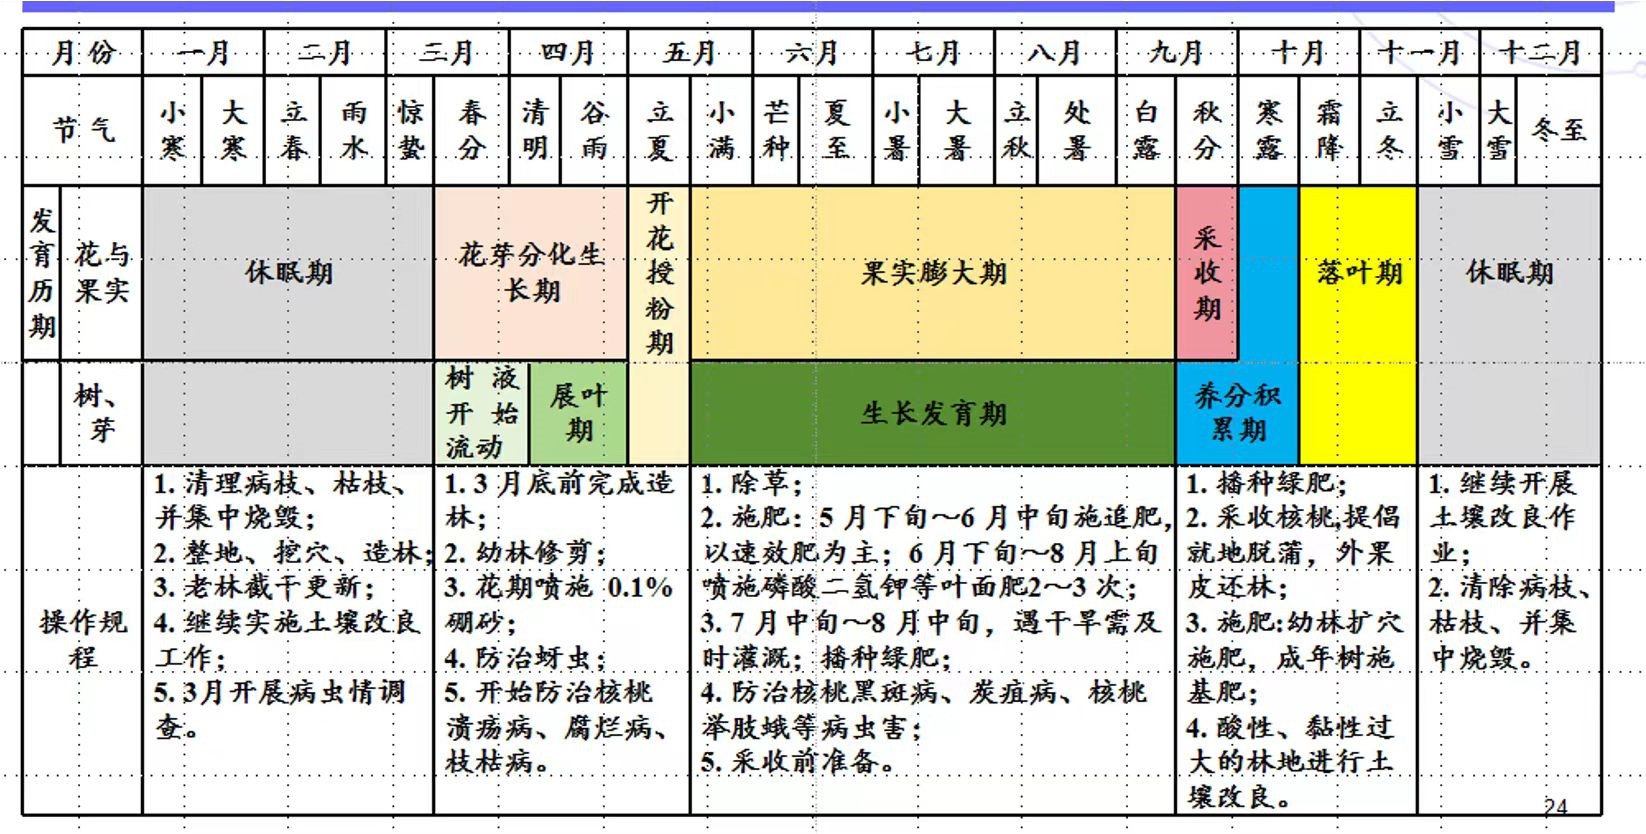 月份 一月 二月 三月 四月 五月 六月 七月 八月 九月 十月 十一月 十二月
节气 小寒 大寒 立春 雨水 惊蛰 春分 清明 谷雨 立夏 小满 芒种 夏至 小暑 大暑 立秋 处暑 白露 秋分 寒露 霜降 立冬 小雪 大雪 冬至
发育历期
花与
果实
休眠期
花芽分化生
长期
开花授粉期
果实膨大期
采收期
落叶期
休眠期
树、
芽
树液
开始
流动
展叶
期
生长发育期
养分积
累期
操作规
程
1. 清理病枝、枯枝、
并集中烧毁；
2. 整地、挖穴、造林；
3. 老林截干更新；
4. 继续实施土壤改良
工作；
5. 3月开展病虫情调
查。
1. 3 月底前完成造
林；
2. 幼林修剪；
3. 花期喷施 0.1%
硼砂；
4. 防治蚜虫；
5. 开始防治核桃
溃疡病、腐烂病、
枝枯病。
1. 除草；
2. 施肥：5 月下旬～6 月中旬施追肥，
以速效肥为主；6 月下旬～8 月上旬
喷施磷酸二氢钾等叶面肥2～3 次；
3. 7 月中旬～8 月中旬，遇干旱需及
时灌溉；播种绿肥；
4. 防治核桃黑斑病、炭疽病、核桃
举肢蛾等病虫害；
5. 采收前准备。
1. 播种绿肥；
2. 采收核桃,提倡
就地脱蒲，外果
皮还林；
3. 施肥:幼林扩穴
施肥，成年树施
基肥；
4. 酸性、黏性过
大的林地进行土
壤改良。
1. 继续开展
土壤改良作
业；
2. 清除病枝、
枯枝、并集
中烧毁。
24